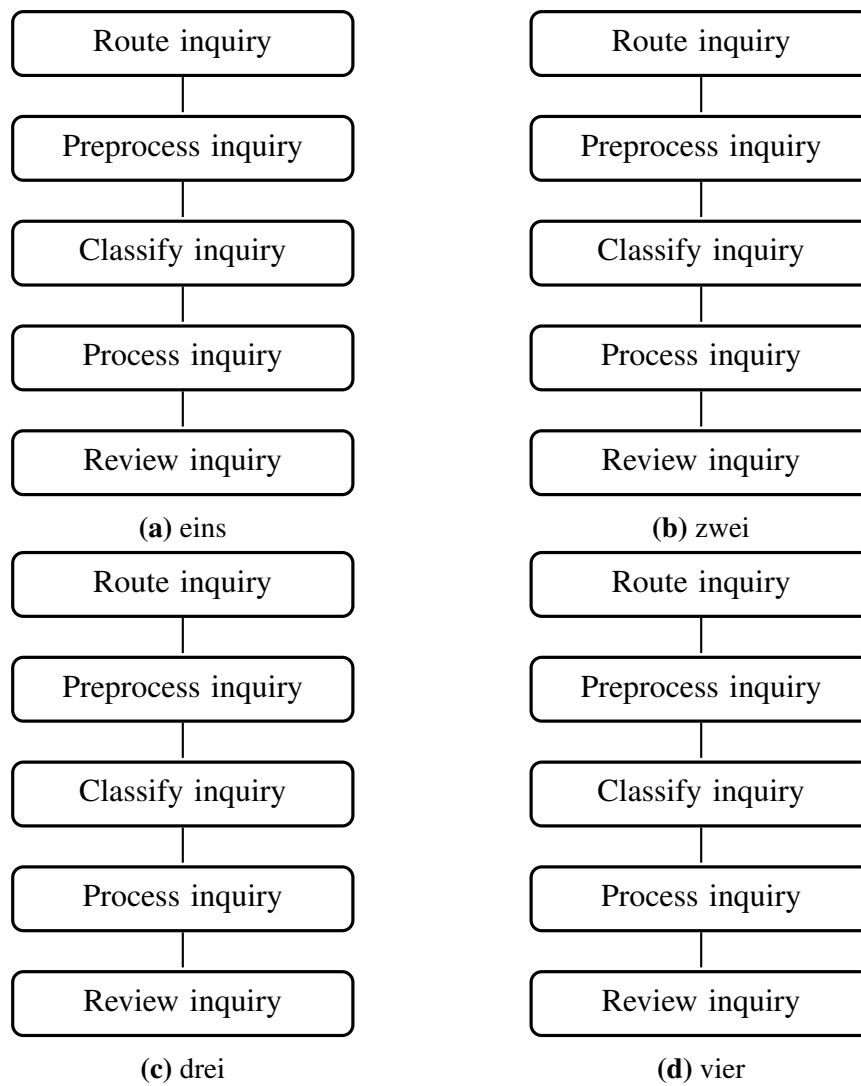 Route inquiry
Preprocess inquiry
Classify inquiry
Process inquiry
Review inquiry
(a) eins
Route inquiry
Preprocess inquiry
Classify inquiry
Process inquiry
Review inquiry
(b) zwei
Route inquiry
Preprocess inquiry
Classify inquiry
Process inquiry
Review inquiry
(c) drei
Route inquiry
Preprocess inquiry
Classify inquiry
Process inquiry
Review inquiry
(d) vier